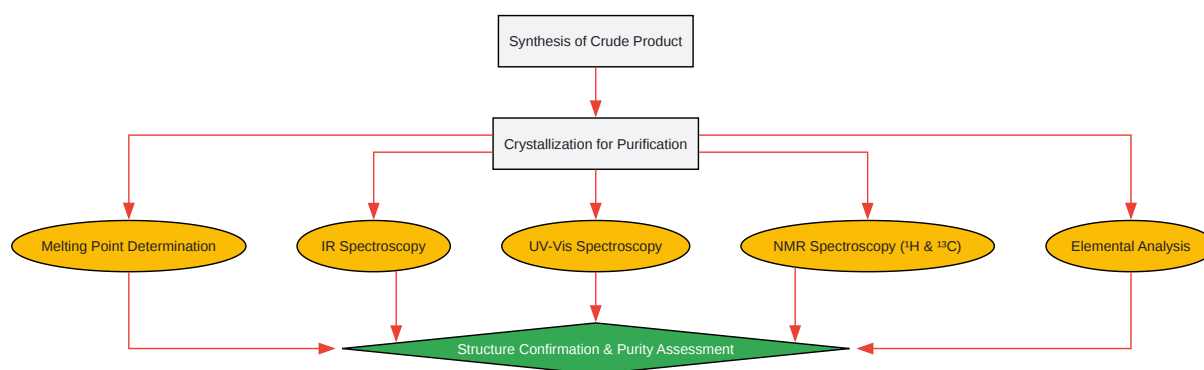 Synthesis of Crude Product
Crystallization for Purification
Melting Point Determination
IR Spectroscopy
UV-Vis Spectroscopy
NMR Spectroscopy (¹H & ¹³C)
Elemental Analysis
Structure Confirmation & Purity Assessment